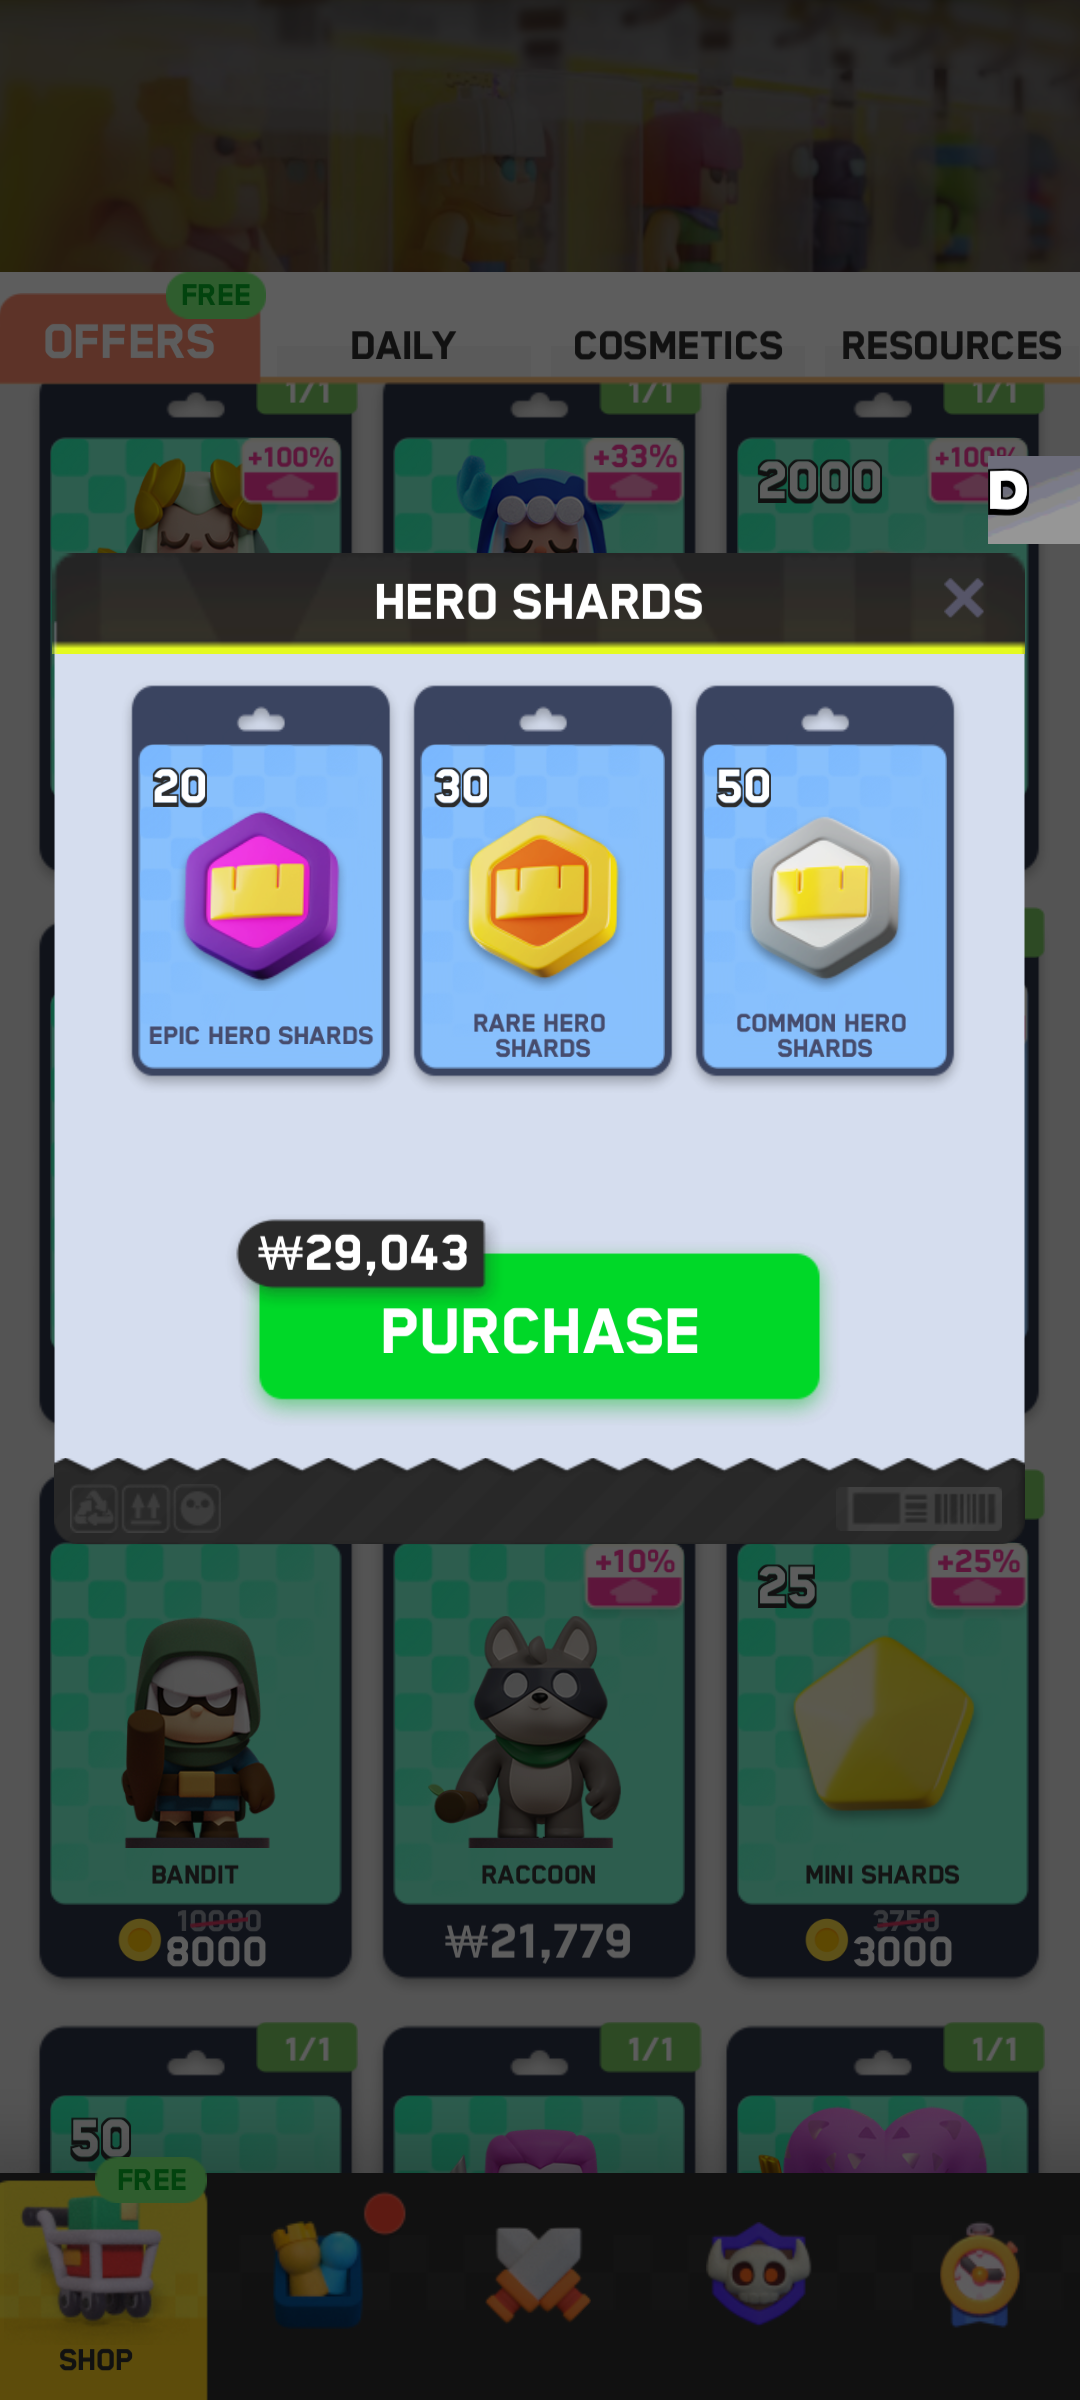 FREE
OFFERS
DAILY
COSMETICS
RESOURCES
1/1
1/1
1/1
+100%
+33%
2000
+100%
D
HERO SHARDS
20
30
50
EPIC HERO SHARDS
RARE HERO
SHARDS
COMMON HERO
SHARDS
₩29,043
PURCHASE
+10%
25
+25%
BANDIT
RACCOON
MINI SHARDS
10000
8000
₩21,779
3750
3000
1/1
1/1
1/1
50
FREE
SHOP